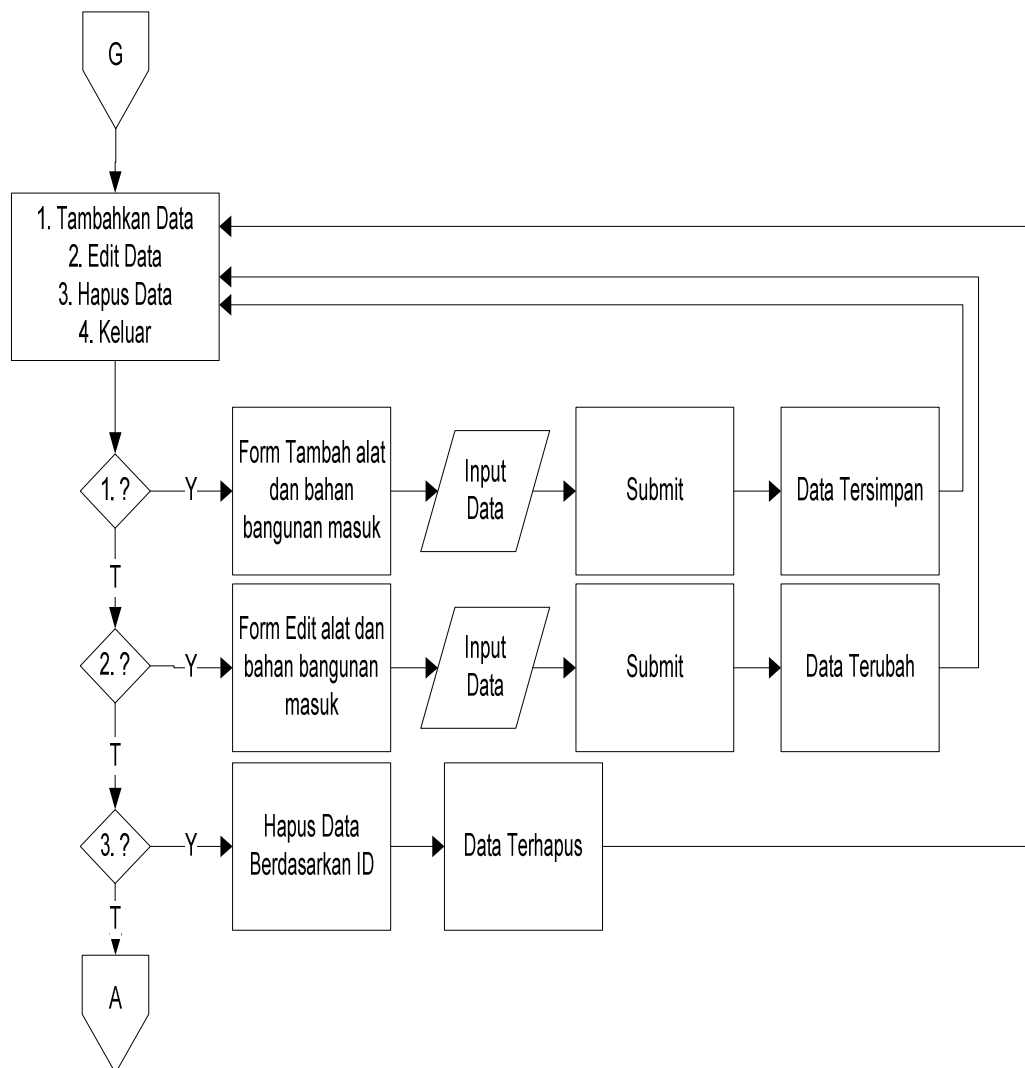 G
1. Tambahkan Data
2. Edit Data
3. Hapus Data
4. Keluar
1. ?
Y
Form Tambah alat
dan bahan
bangunan masuk
Input
Data
Submit
Data Tersimpan
T
2. ?
Y
Form Edit alat dan
bahan bangunan
masuk
Input
Data
Submit
Data Terubah
T
3. ?
Y
Hapus Data
Berdasarkan ID
Data Terhapus
T
A